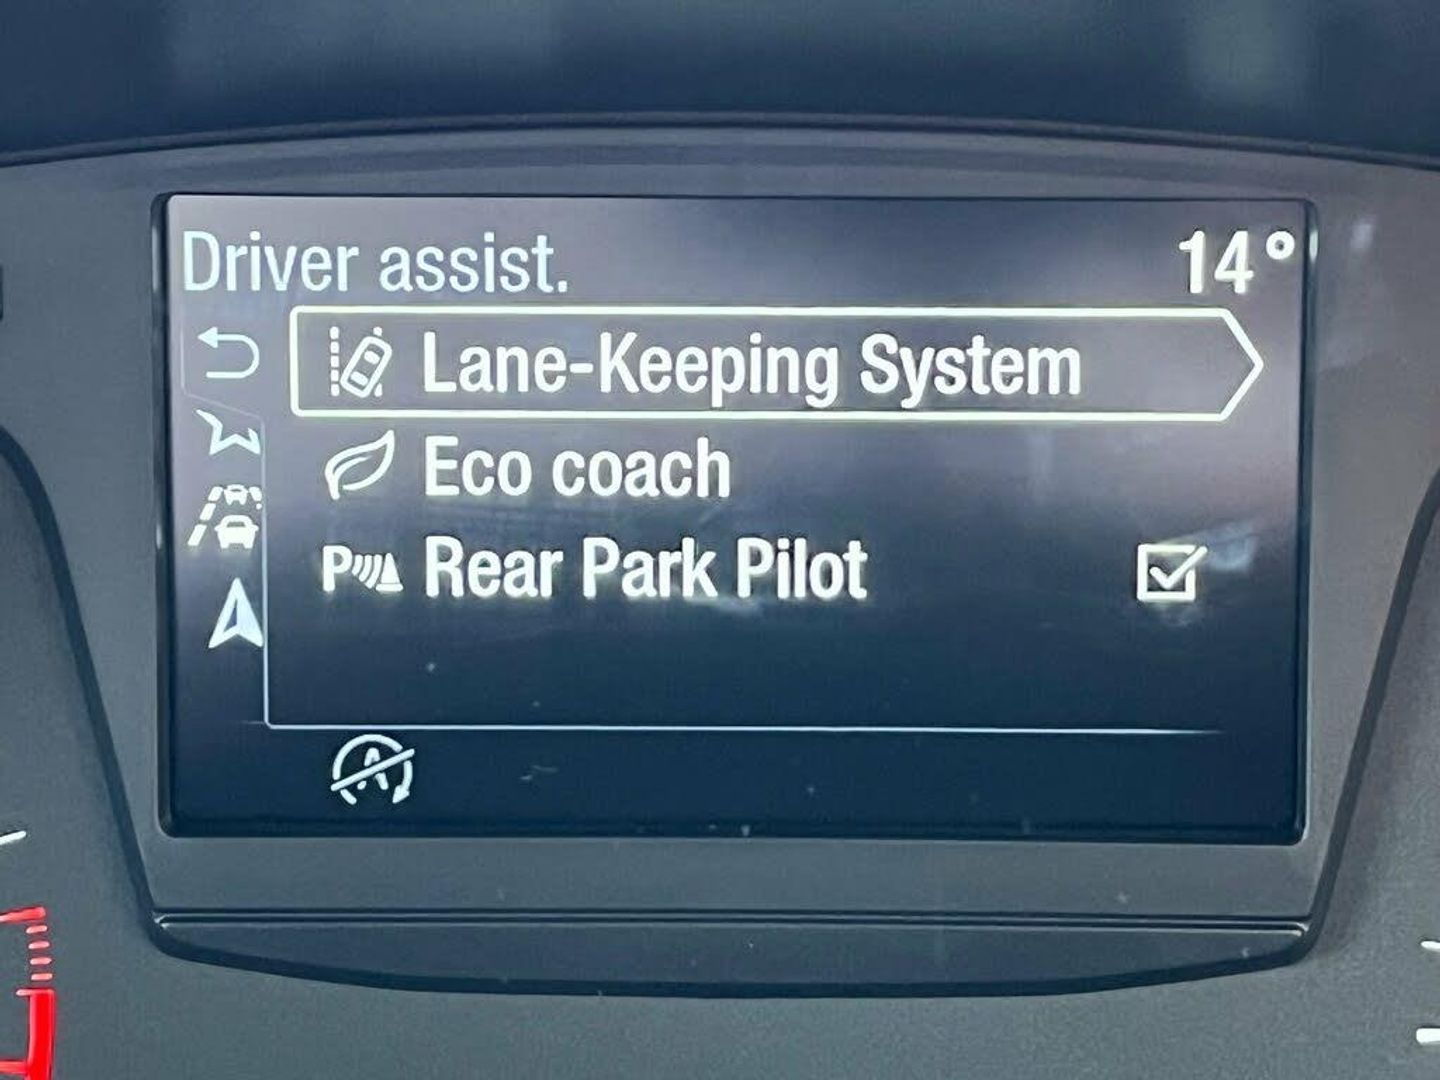 Driver assist.
14°
Lane-Keeping System
Eco coach
P Rear Park Pilot
A